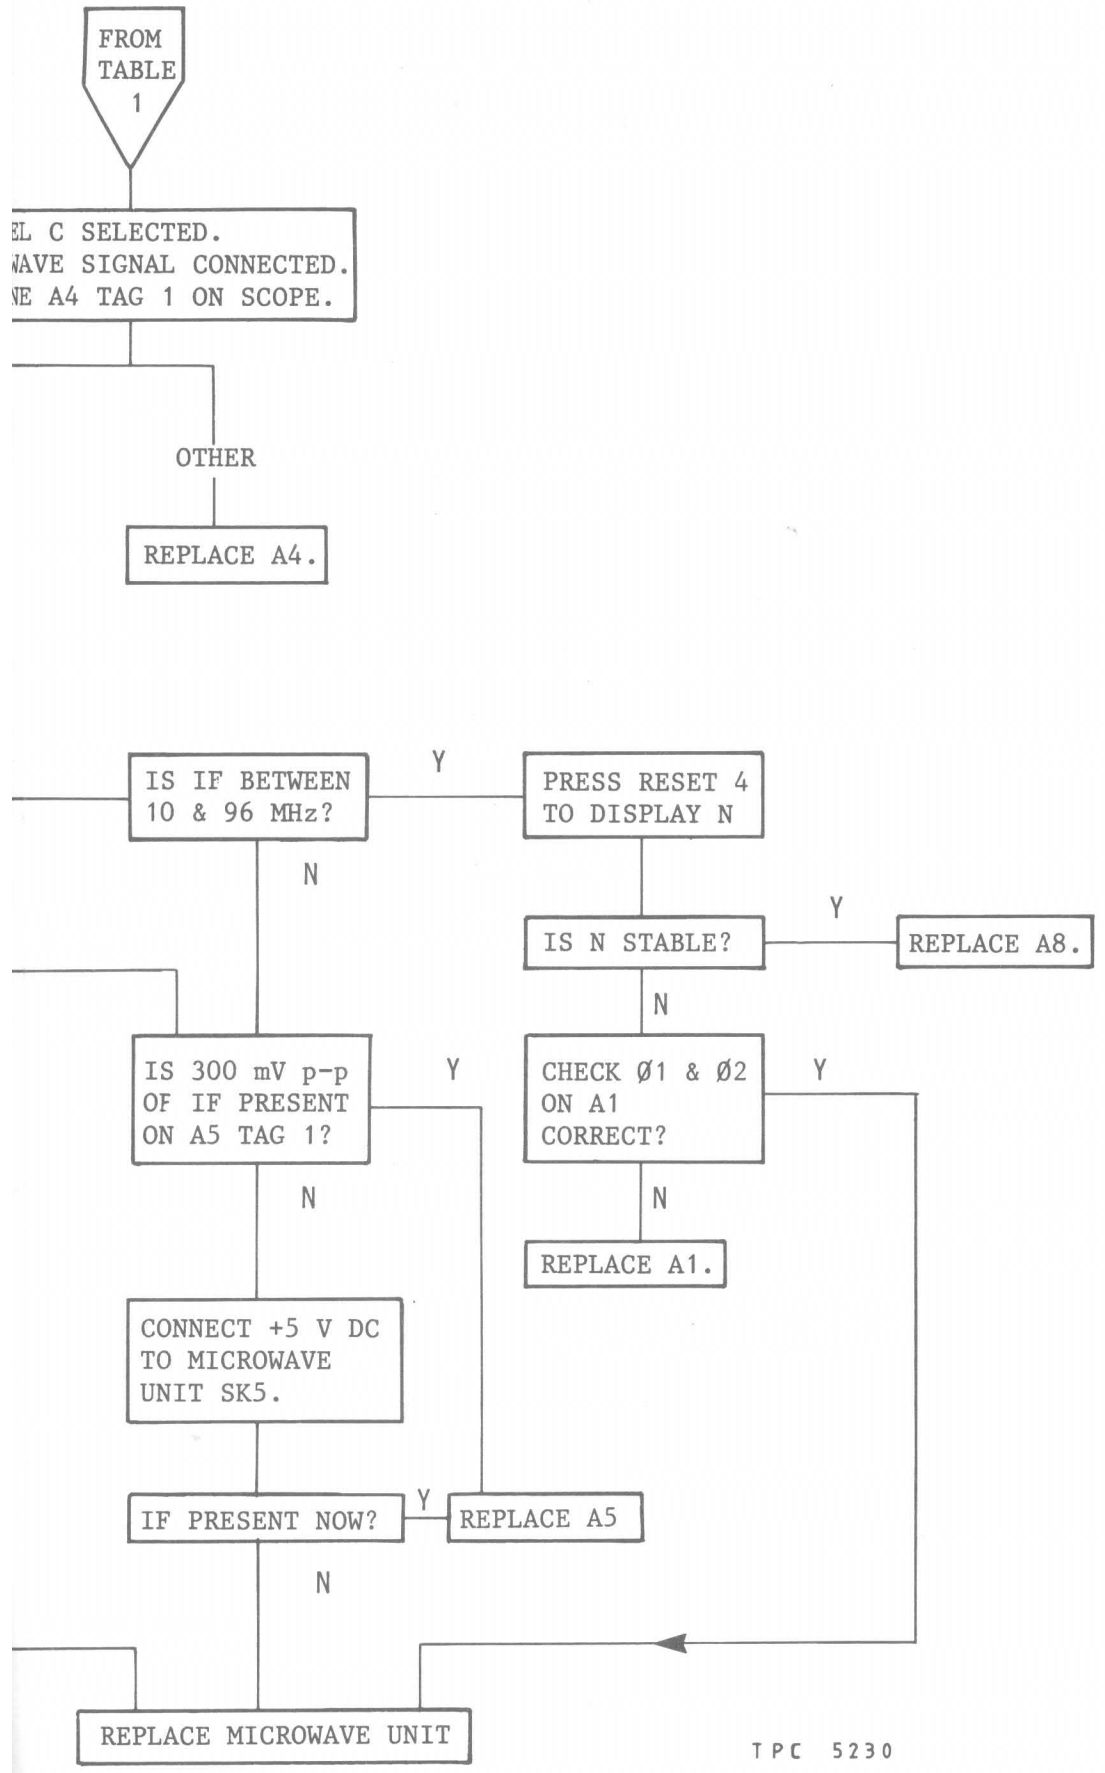 FROM
TABLE
1
EL C SELECTED.
WAVE SIGNAL CONNECTED.
NE A4 TAG 1 ON SCOPE.
OTHER
REPLACE A4.
IS IF BETWEEN
10 & 96 MHz?
Y
PRESS RESET 4
TO DISPLAY N
N
IS N STABLE?
Y
REPLACE A8.
N
IS 300 mV p-p
OF IF PRESENT
ON A5 TAG 1?
Y
CHECK Ø1 & Ø2
ON A1
CORRECT?
Y
N
N
REPLACE A1.
CONNECT +5 V DC
TO MICROWAVE
UNIT SK5.
IF PRESENT NOW?
Y
REPLACE A5
N
REPLACE MICROWAVE UNIT
TPC 5230